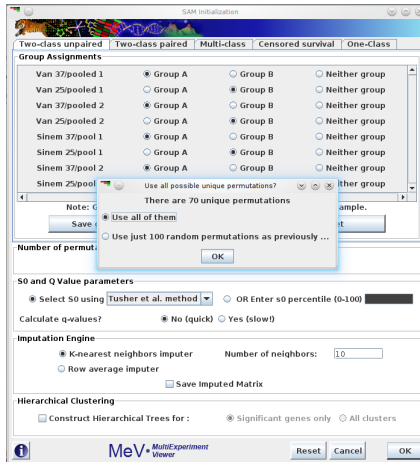 SAM Initialization
Two-class unpaired Two-class paired Multi-class Censored survival One-Class
Group Assignments
Van 37/pooled 1 Group A Group B Neither group
Van 25/pooled 1 Group A Group B Neither group
Van 37/pooled 2 Group A Group B Neither group
Van 25/pooled 2 Group A Group B Neither group
Sinem 37/pool 1 Group A Group B Neither group
Sinem 25/pool 1 Group A Group B Neither group
Sinem 37/pool 2 Group A Group B Neither group
Sinem 25/pool
Use all possible unique permutations?
There are 70 unique permutations
Use all of them
Use just 100 random permutations as previously ...
OK
Note: G ample.
Save et
Number of permuta
S0 and Q Value parameters
Select S0 using Tusher et al. method OR Enter s0 percentile (0-100)
Calculate q-values? No (quick) Yes (slow!)
Imputation Engine
K-nearest neighbors imputer Number of neighbors: 10
Row average imputer
Save Imputed Matrix
Hierarchical Clustering
Construct Hierarchical Trees for : Significant genes only All clusters
MeV MultiExperiment Viewer
Reset Cancel OK